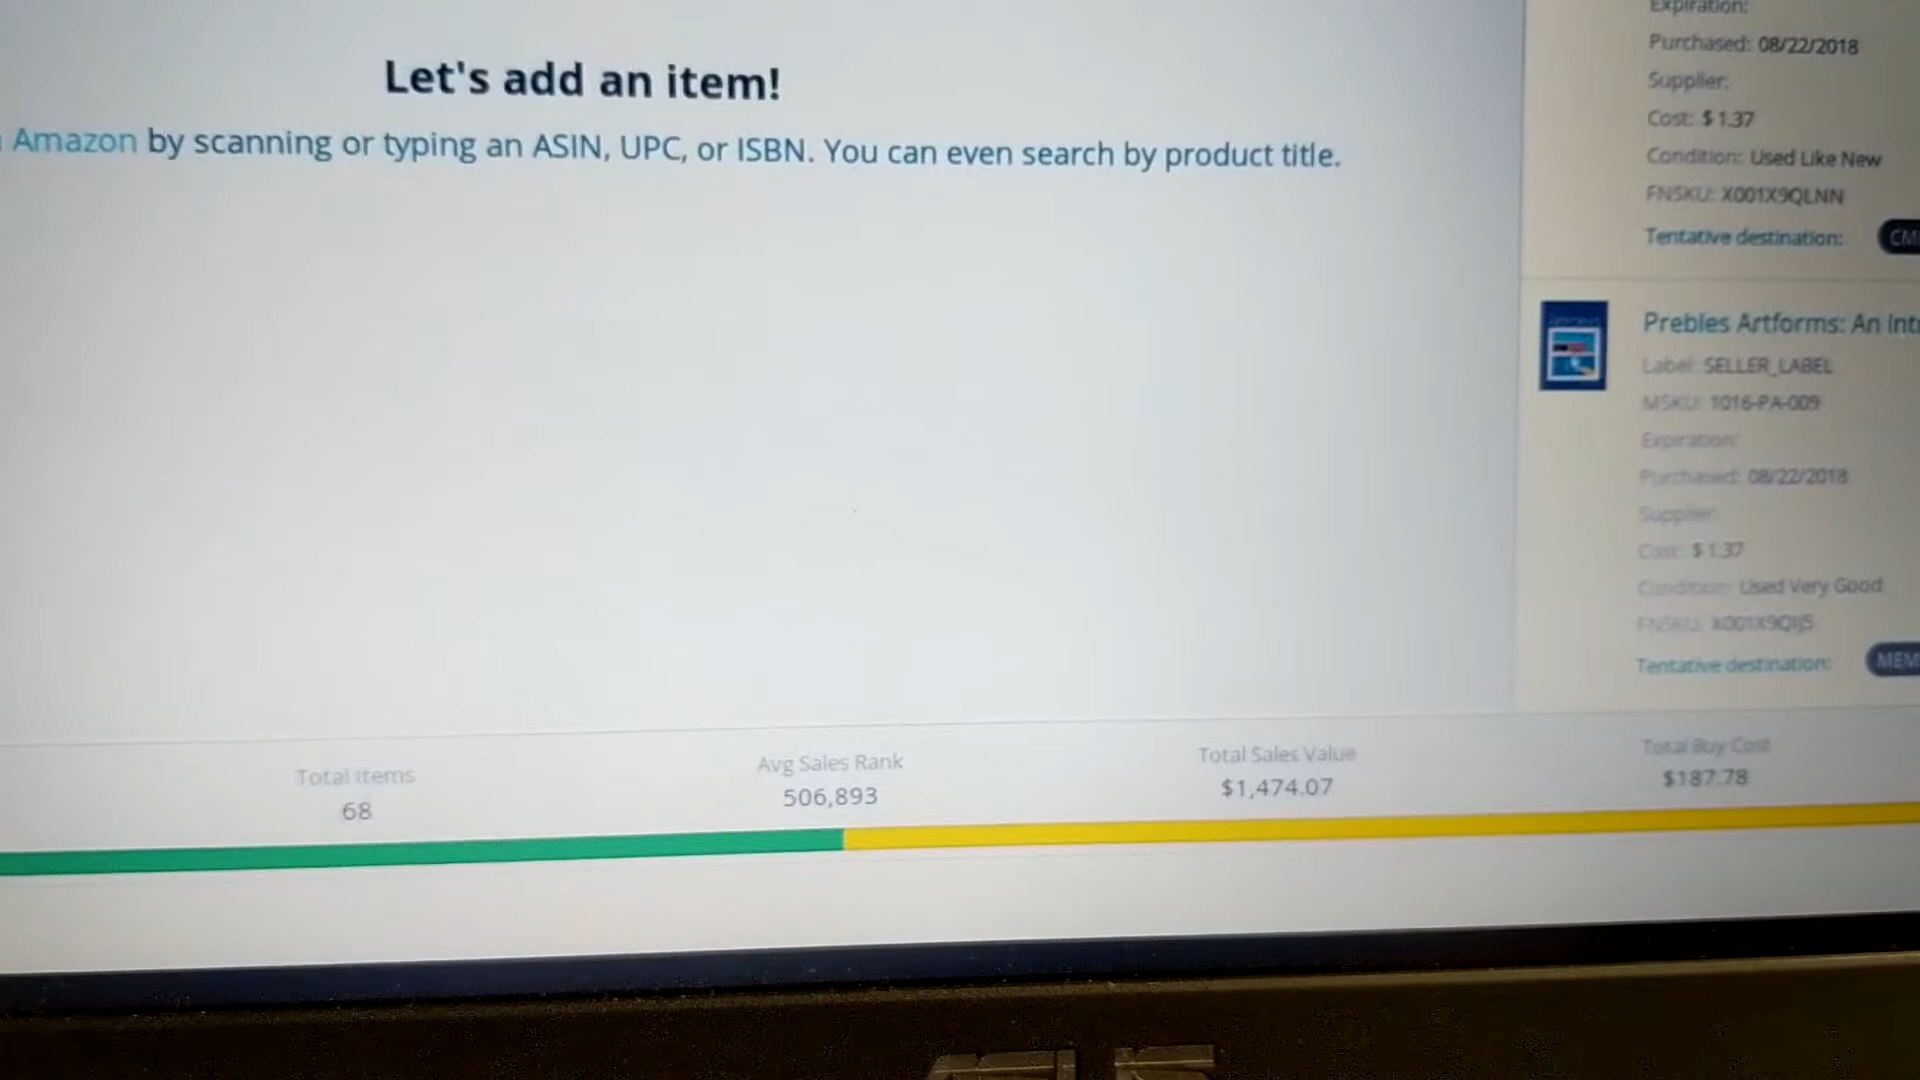 Let's add an item!
Amazon by scanning or typing an ASIN, UPC, or ISBN. You can even search by product title.
Expiration:
Purchased: 08/22/2018
Supplier:
Cost: $ 1.37
Condition: Used Like New
FNSKU: X001X9QLNN
Tentative destination:
Prebles Artforms: An
Label: SELLER_LABEL
MSKU: 1016-PA-009
Expiration:
Purchased: 08/22/2018
Supplier:
Cost: $ 1.37
Condition: Used Very Good
FNSKU: X001X9QIJ5
Tentative destination:
Total Items
68
Avg Sales Rank
506,893
Total Sales Value
$1,474.07
Total Buy Cost
$187.78